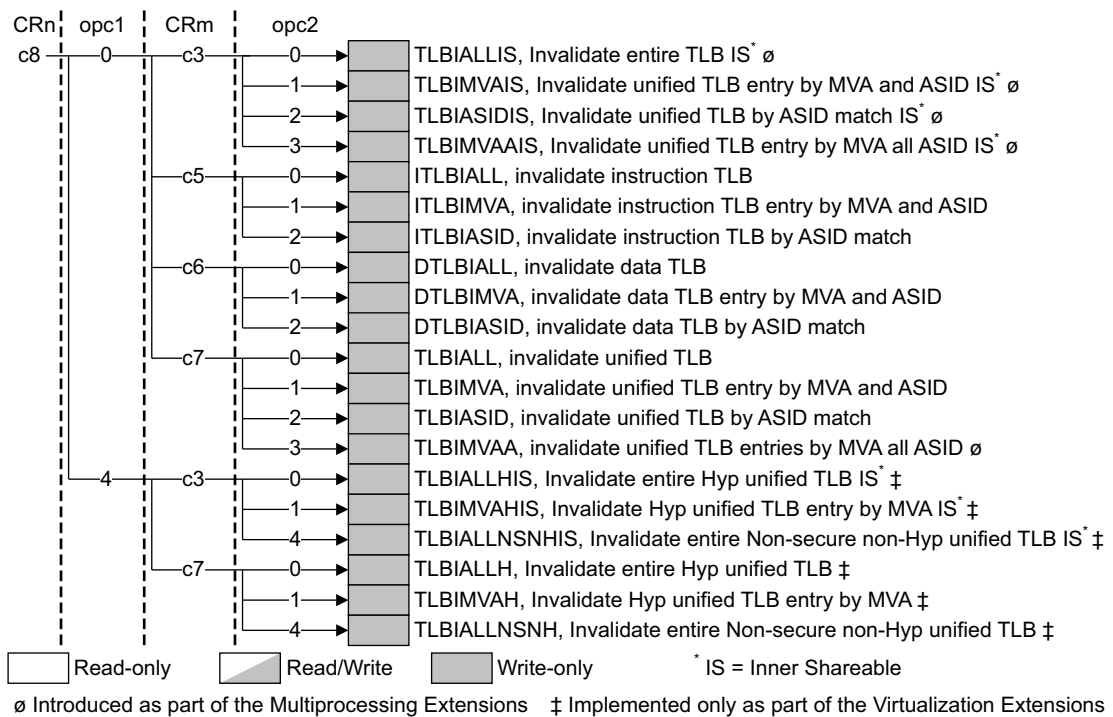 CRn opc1 CRm opc2
c8 0 c3 0 TLBIALLIS, Invalidate entire TLB IS* ø
1 TLBIMVAIS, Invalidate unified TLB entry by MVA and ASID IS* ø
2 TLBIASIDIS, Invalidate unified TLB by ASID match IS* ø
3 TLBIMVAAIS, Invalidate unified TLB entry by MVA all ASID IS* ø
c5 0 ITLBIALL, invalidate instruction TLB
1 ITLBIMVA, invalidate instruction TLB entry by MVA and ASID
2 ITLBIASID, invalidate instruction TLB by ASID match
c6 0 DTLBIALL, invalidate data TLB
1 DTLBIMVA, invalidate data TLB entry by MVA and ASID
2 DTLBIASID, invalidate data TLB by ASID match
c7 0 TLBIALL, invalidate unified TLB
1 TLBIMVA, invalidate unified TLB entry by MVA and ASID
2 TLBIASID, invalidate unified TLB by ASID match
3 TLBIMVAA, invalidate unified TLB entries by MVA all ASID ø
4 c3 0 TLBIALLHIS, Invalidate entire Hyp unified TLB IS* ‡
1 TLBIMVAHIS, Invalidate Hyp unified TLB entry by MVA IS* ‡
4 TLBIALLNSNHIS, Invalidate entire Non-secure non-Hyp unified TLB IS* ‡
c7 0 TLBIALLH, Invalidate entire Hyp unified TLB ‡
1 TLBIMVAH, Invalidate Hyp unified TLB entry by MVA ‡
4 TLBIALLNSNH, Invalidate entire Non-secure non-Hyp unified TLB ‡
Read-only Read/Write Write-only * IS = Inner Shareable
ø Introduced as part of the Multiprocessing Extensions ‡ Implemented only as part of the Virtualization Extensions